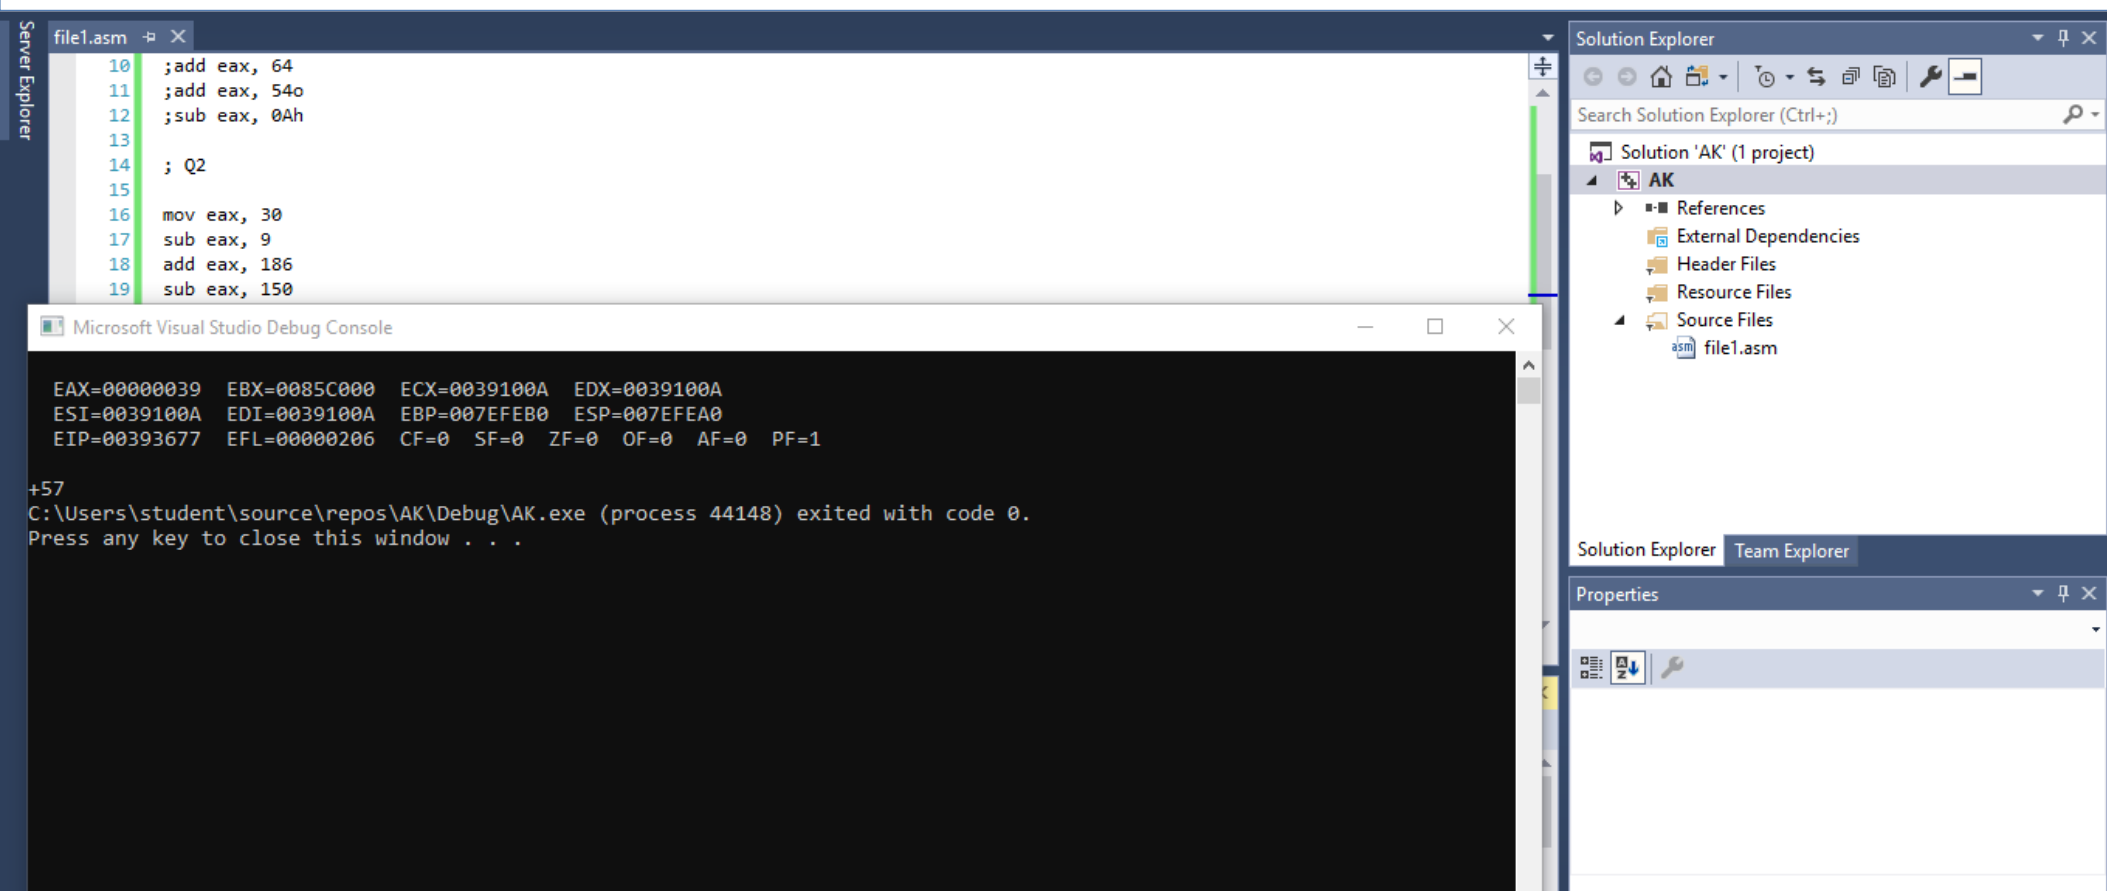 Server Explorer
file1.asm
10 ;add eax, 64
11 ;add eax, 54o
12 ;sub eax, 0Ah
13
14 ; Q2
15
16 mov eax, 30
17 sub eax, 9
18 add eax, 186
19 sub eax, 150
Microsoft Visual Studio Debug Console
EAX=00000039 EBX=0085C000 ECX=0039100A EDX=0039100A
ESI=0039100A EDI=0039100A EBP=007EFEB0 ESP=007EFEA0
EIP=00393677 EFL=00000206 CF=0 SF=0 ZF=0 OF=0 AF=0 PF=1
+57
C:\Users\student\source\repos\AK\Debug\AK.exe (process 44148) exited with code 0.
Press any key to close this window . . .
Solution Explorer
Search Solution Explorer (Ctrl+;)
Solution 'AK' (1 project)
AK
References
External Dependencies
Header Files
Resource Files
Source Files
asm file1.asm
Solution Explorer Team Explorer
Properties